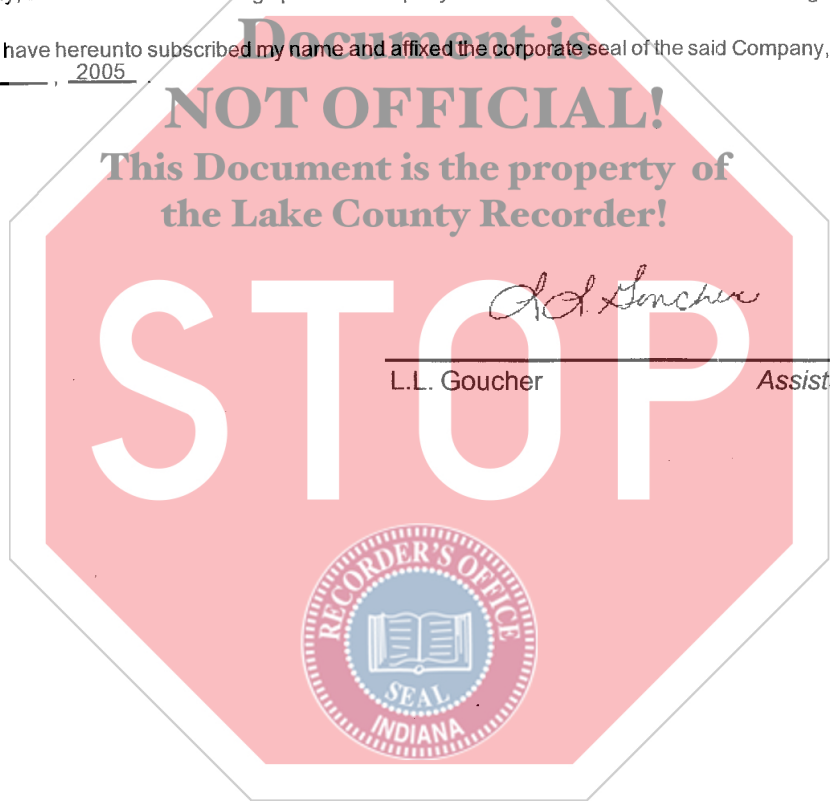 Document is
have hereunto subscribed my name and affixed the corporate seal of the said Company,
, 2005 .
NOT OFFICIAL!
This Document is the property of
the Lake County Recorder!
STOP
L.L. Goucher Assist
RECORDER'S OFFICE
SEAL
INDIANA